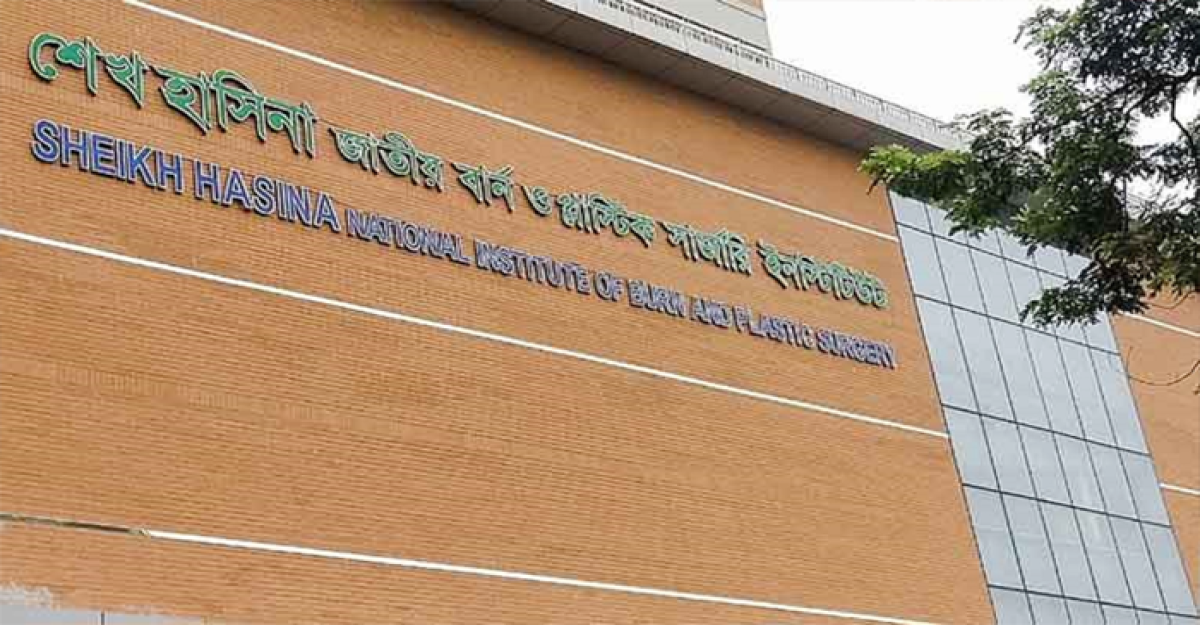 শেখ হাসিনা জাতীয় বার্ন ও প্লাস্টিক সার্জারি ইনস্টিটিউট
SHEIKH HASINA NATIONAL INSTITUTE OF BURN AND PLASTIC SURGERY